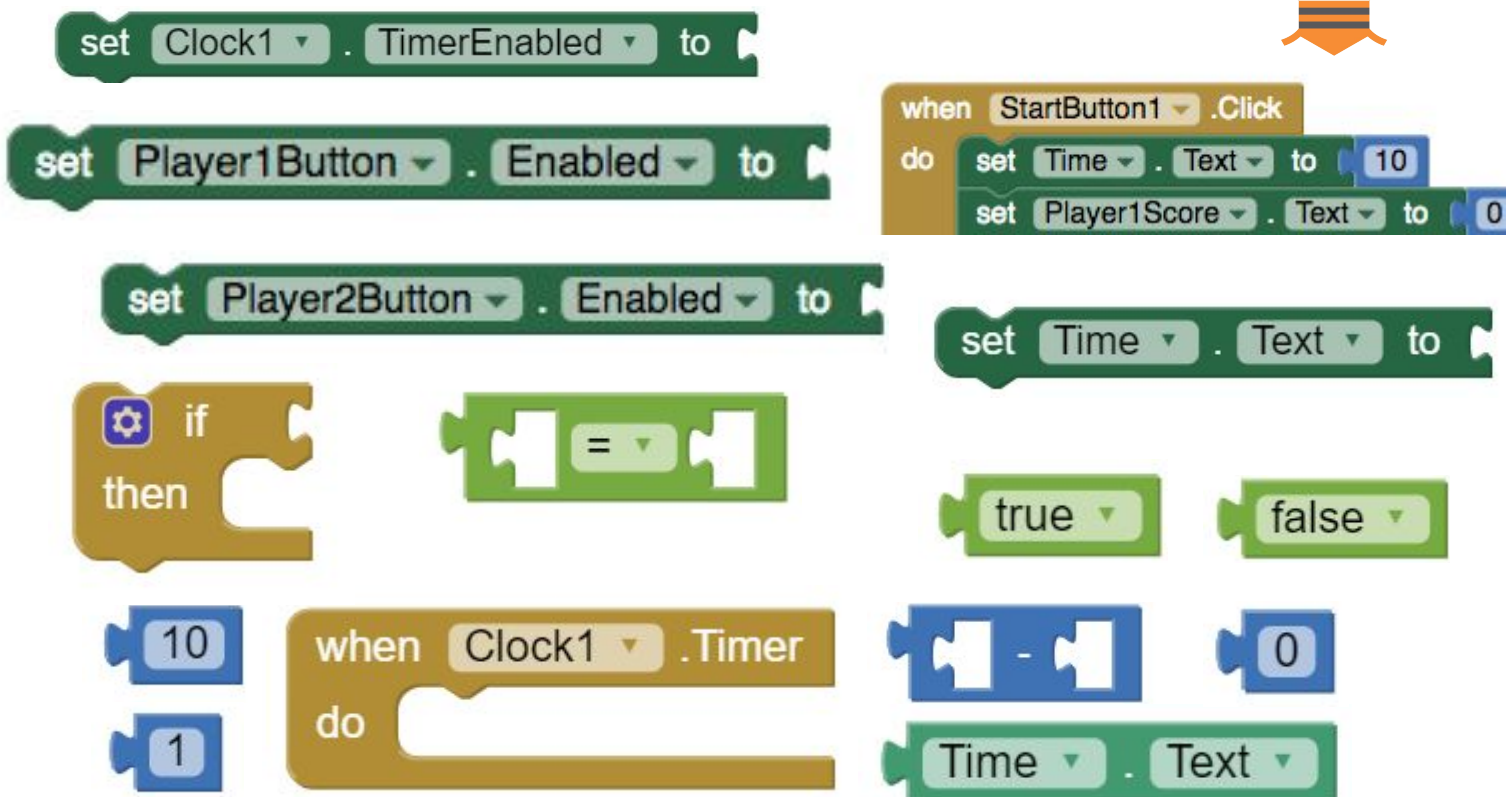 set Clock1 . TimerEnabled to
when StartButton1 .Click
do set Time . Text to 10
set Player1Score . Text to 0
set Player1Button . Enabled to
set Player2Button . Enabled to
set Time . Text to
if
then
=
true
false
10
1
when Clock1 .Timer
do
-
0
Time . Text